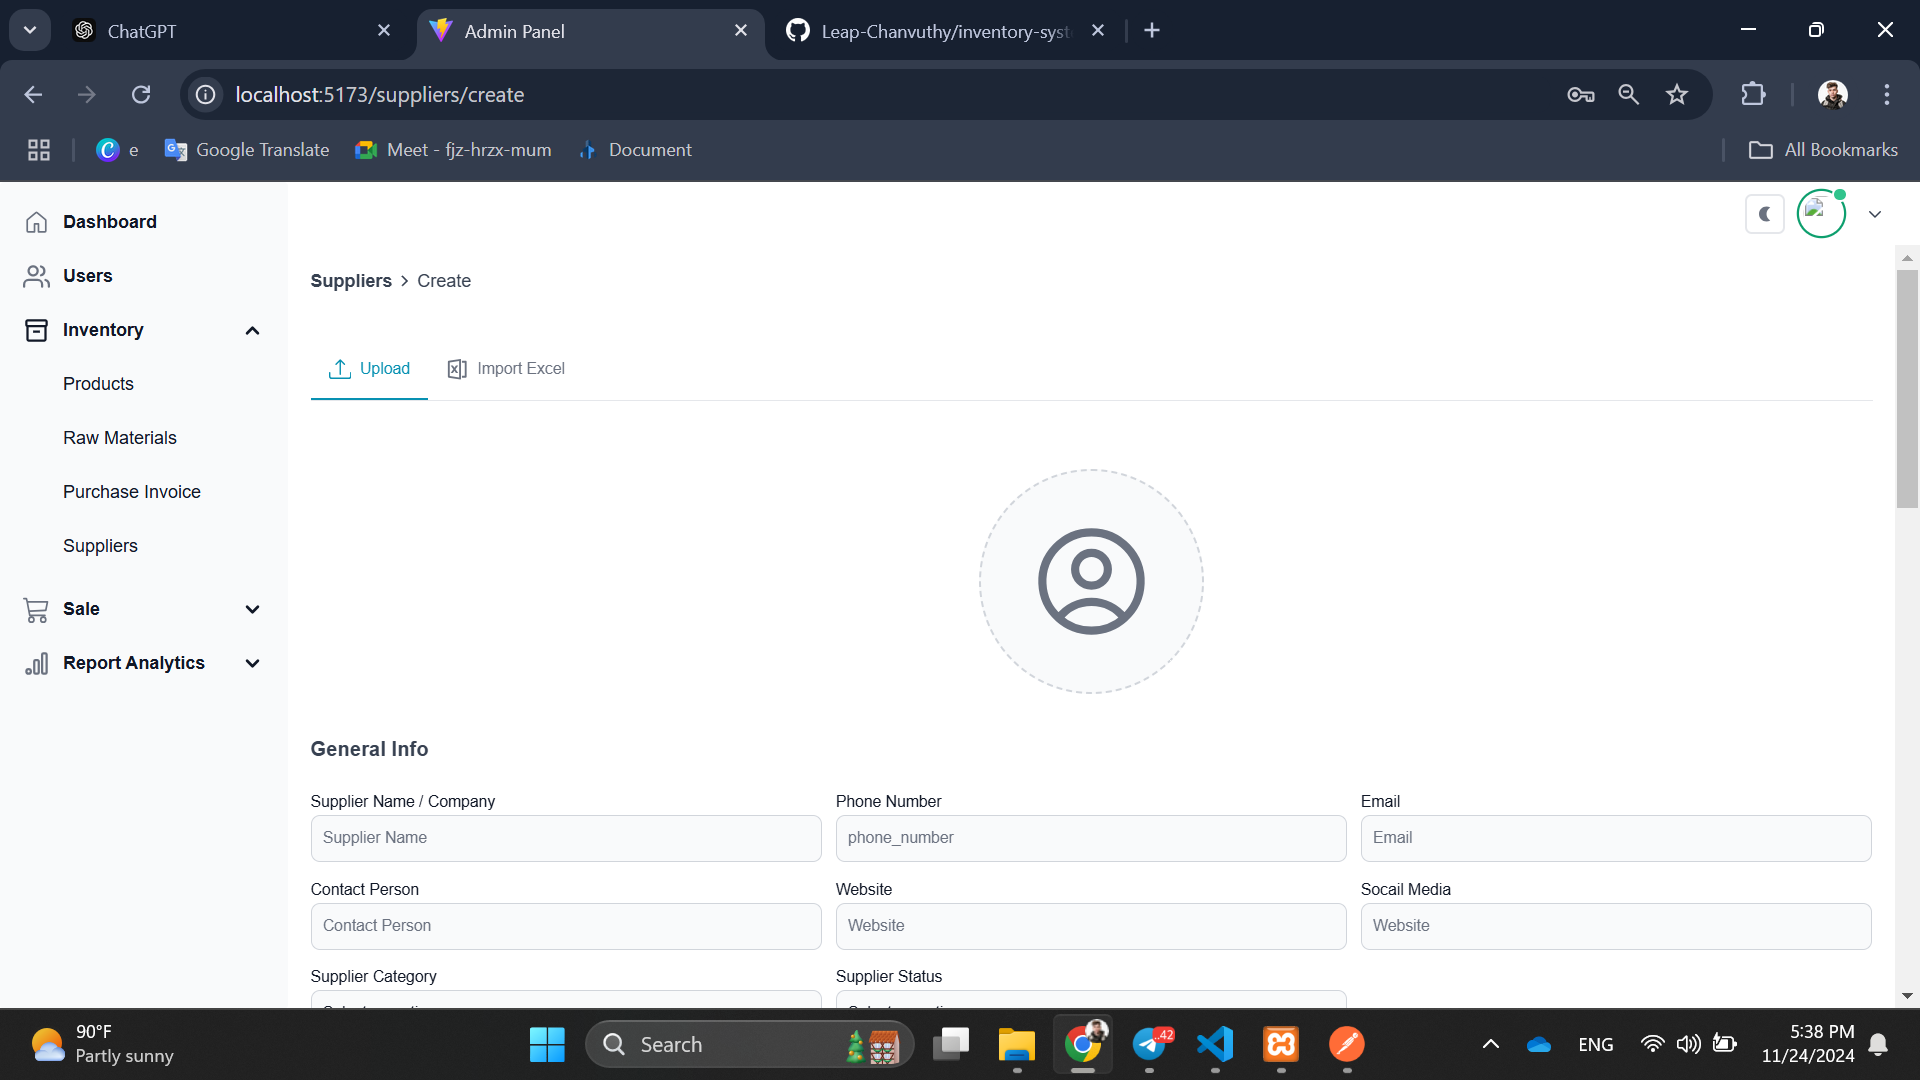 ChatGPT
Admin Panel
Leap-Chanvuthy/inventory-syst
localhost:5173/suppliers/create
e
Google Translate
Meet - fjz-hrzx-mum
Document
All Bookmarks
Dashboard
Users
Inventory
Products
Raw Materials
Purchase Invoice
Suppliers
Sale
Report Analytics
Suppliers > Create
Upload
Import Excel
General Info
Supplier Name / Company
Phone Number
Email
Supplier Name
phone_number
Email
Contact Person
Website
Socail Media
Contact Person
Website
Website
Supplier Category
Supplier Status
90°F
Partly sunny
Search
..42
ENG
5:38 PM
11/24/2024